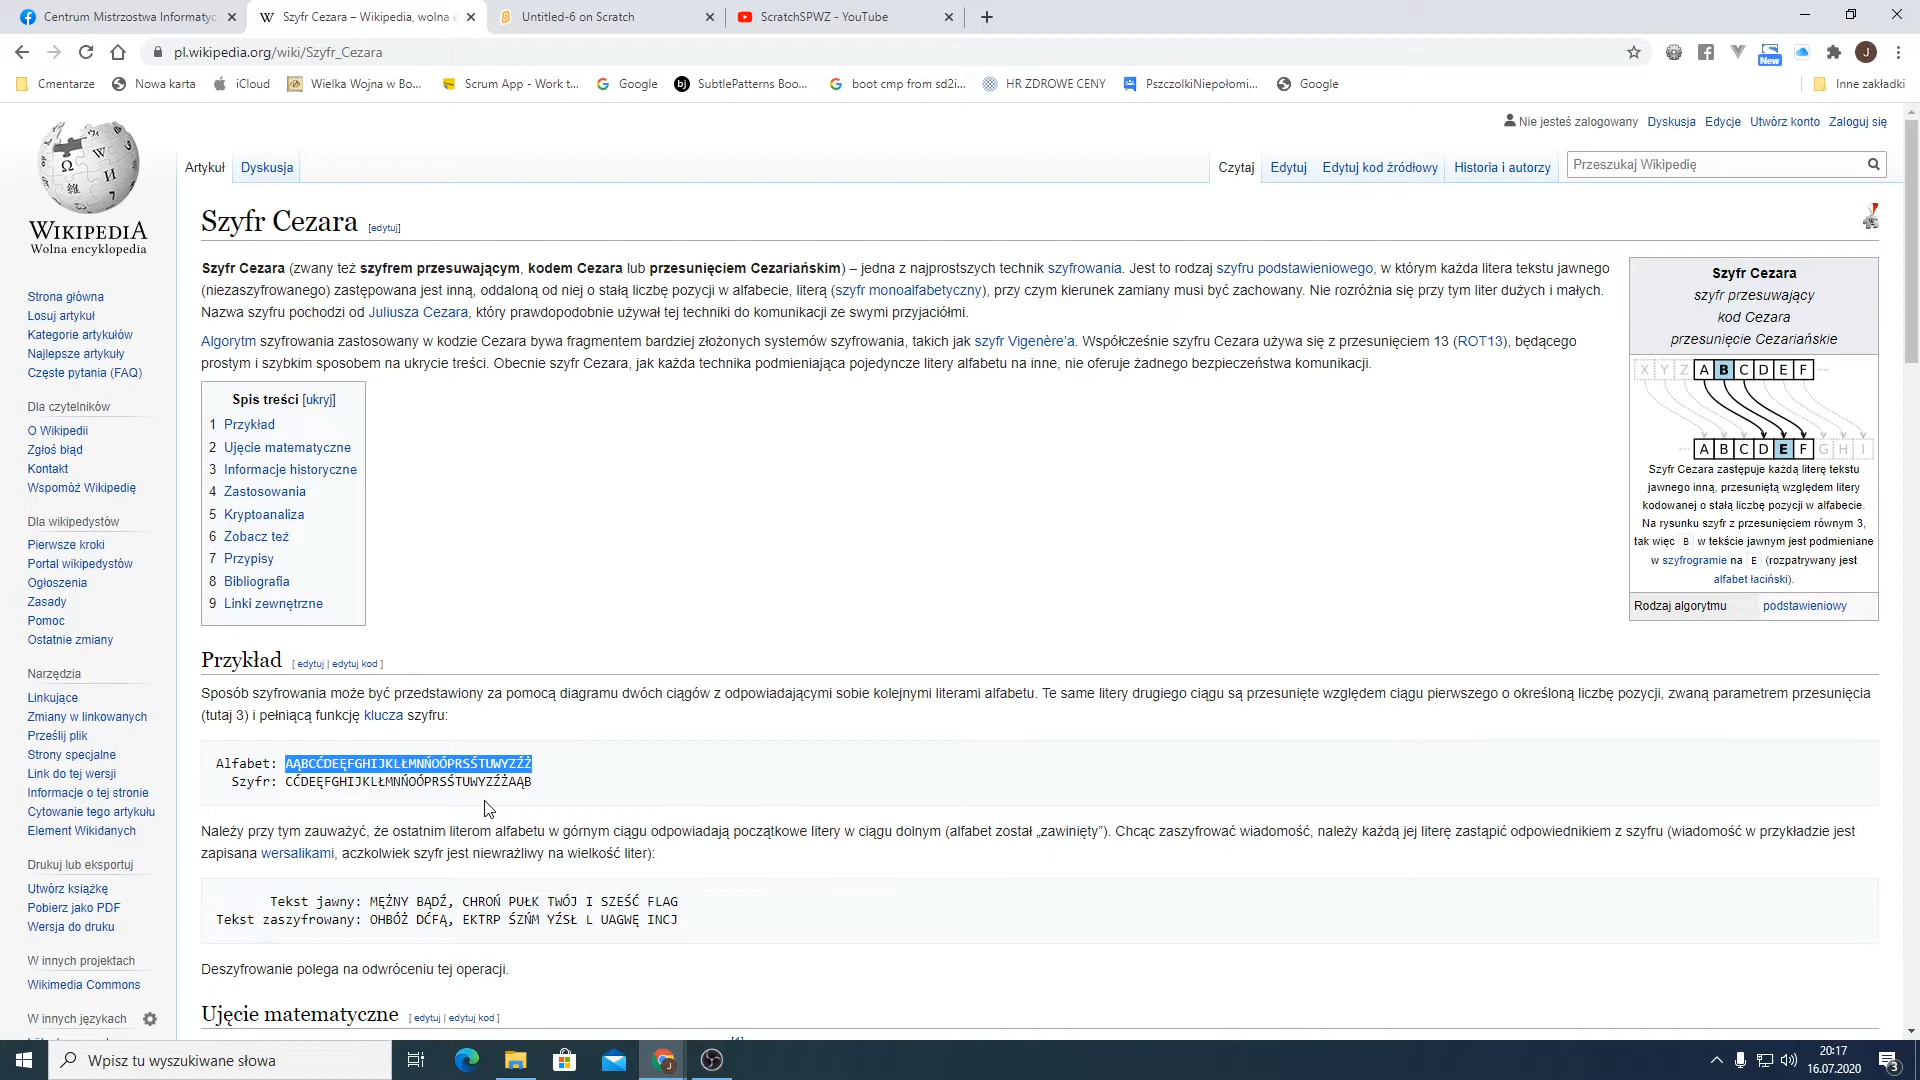 Centrum Mistrzostwa Informatyc
Szyfr Cezara – Wikipedia, wolna e
Untitled-6 on Scratch
ScratchSPWZ - YouTube
pl.wikipedia.org/wiki/Szyfr_Cezara
New
J
Cmentarze
Nowa karta
iCloud
Wielka Wojna w Bo...
Scrum App - Work t...
Google
SubtlePatterns Boo...
boot cmp from sd2i...
HR ZDROWE CENY
PszczolkiNiepołomi...
Google
Inne zakładki
Nie jesteś zalogowany Dyskusja Edycje Utwórz konto Zaloguj się
Artykuł Dyskusja
Czytaj Edytuj Edytuj kod źródłowy Historia i autorzy
Przeszukaj Wikipedię
WIKIPEDIA
Wolna encyklopedia
Strona główna
Losuj artykuł
Kategorie artykułów
Najlepsze artykuły
Częste pytania (FAQ)
Dla czytelników
O Wikipedii
Zgłoś błąd
Kontakt
Wspomóż Wikipedię
Dla wikipedystów
Pierwsze kroki
Portal wikipedystów
Ogłoszenia
Zasady
Pomoc
Ostatnie zmiany
Narzędzia
Linkujące
Zmiany w linkowanych
Prześlij plik
Strony specjalne
Link do tej wersji
Informacje o tej stronie
Cytowanie tego artykułu
Element Wikidanych
Drukuj lub eksportuj
Utwórz książkę
Pobierz jako PDF
Wersja do druku
W innych projektach
Wikimedia Commons
W innych językach
Szyfr Cezara [edytuj]
Szyfr Cezara (zwany też szyfrem przesuwającym, kodem Cezara lub przesunięciem Cezariańskim) – jedna z najprostszych technik szyfrowania. Jest to rodzaj szyfru podstawieniowego, w którym każda litera tekstu jawnego
(niezaszyfrowanego) zastępowana jest inną, oddaloną od niej o stałą liczbę pozycji w alfabecie, literą (szyfr monoalfabetyczny), przy czym kierunek zamiany musi być zachowany. Nie rozróżnia się przy tym liter dużych i małych.
Nazwa szyfru pochodzi od Juliusza Cezara, który prawdopodobnie używał tej techniki do komunikacji ze swymi przyjaciółmi.
Algorytm szyfrowania zastosowany w kodzie Cezara bywa fragmentem bardziej złożonych systemów szyfrowania, takich jak szyfr Vigenère'a. Współcześnie szyfru Cezara używa się z przesunięciem 13 (ROT13), będącego
prostym i szybkim sposobem na ukrycie treści. Obecnie szyfr Cezara, jak każda technika podmieniająca pojedyncze litery alfabetu na inne, nie oferuje żadnego bezpieczeństwa komunikacji.
Spis treści [ukryj]
1 Przykład
2 Ujęcie matematyczne
3 Informacje historyczne
4 Zastosowania
5 Kryptoanaliza
6 Zobacz też
7 Przypisy
8 Bibliografia
9 Linki zewnętrzne
Szyfr Cezara
szyfr przesuwający
kod Cezara
przesunięcie Cezariańskie
X Y Z A B C D E F
A B C D E F G H I
Szyfr Cezara zastępuje każdą literę tekstu
jawnego inną, przesuniętą względem litery
kodowanej o stałą liczbę pozycji w alfabecie.
Na rysunku szyfr z przesunięciem równym 3,
tak więc B w tekście jawnym jest podmieniane
w szyfrogramie na E (rozpatrywany jest
alfabet łaciński).
Rodzaj algorytmu podstawieniowy
Przykład [ edytuj | edytuj kod ]
Sposób szyfrowania może być przedstawiony za pomocą diagramu dwóch ciągów z odpowiadającymi sobie kolejnymi literami alfabetu. Te same litery drugiego ciągu są przesunięte względem ciągu pierwszego o określoną liczbę pozycji, zwaną parametrem przesunięcia
(tutaj 3) i pełniącą funkcję klucza szyfru:
Alfabet: AĄBCĆDEĘFGHIJKLŁMNŃOÓPRSŚTUWYZŹŻ
Szyfr: CĆDEĘFGHIJKLŁMNŃOÓPRSŚTUWYZŹŻAĄB
Należy przy tym zauważyć, że ostatnim literom alfabetu w górnym ciągu odpowiadają początkowe litery w ciągu dolnym (alfabet został „zawinięty”). Chcąc zaszyfrować wiadomość, należy każdą jej literę zastąpić odpowiednikiem z szyfru (wiadomość w przykładzie jest
zapisana wersalikami, aczkolwiek szyfr jest niewrażliwy na wielkość liter):
Tekst jawny: MĘŻNY BĄDŹ, CHROŃ PUŁK TWÓJ I SZEŚĆ FLAG
Tekst zaszyfrowany: OHBÓŻ DĆFĄ, EKTRP ŚZŃM YŹSŁ L UAGWĘ INCJ
Deszyfrowanie polega na odwróceniu tej operacji.
Ujęcie matematyczne [ edytuj | edytuj kod ]
Wpisz tu wyszukiwane słowa
20:17
16.07.2020
3